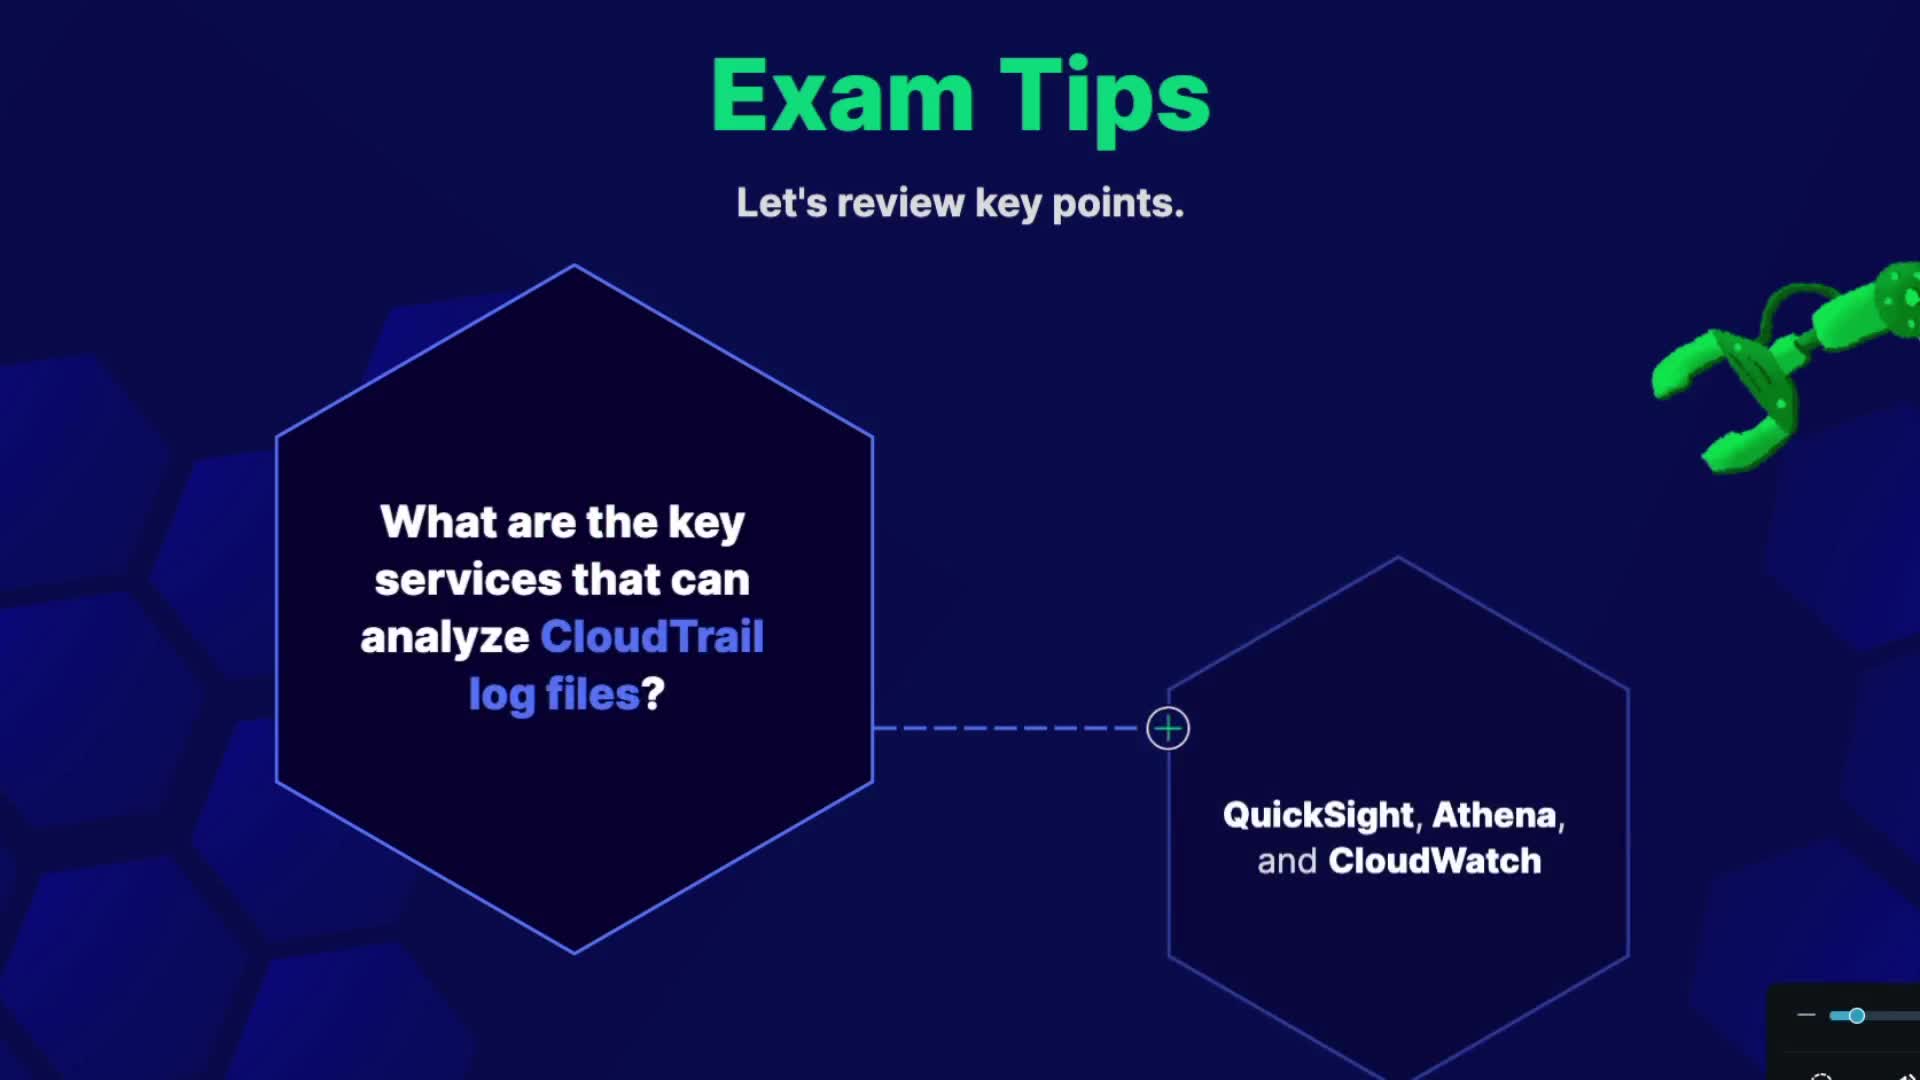 Exam Tips
Let's review key points.
What are the key
services that can
analyze CloudTrail
log files?
QuickSight, Athena,
and CloudWatch